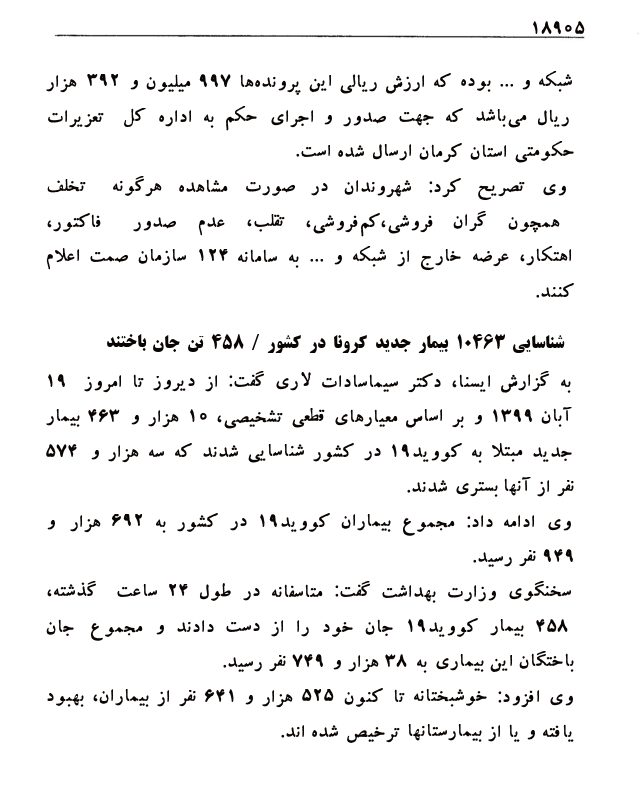 ۱۸۹۰۵
شبکه و ... بوده که ارزش ریالی این پرونده‌ها ۹۹۷ میلیون و ۳۹۲ هزار
ریال می‌باشد که جهت صدور و اجرای حکم به اداره کل تعزیرات
حکومتی استان کرمان ارسال شده است.
وی تصریح کرد: شهروندان در صورت مشاهده هرگونه تخلف
همچون گران فروشی،کم‌فروشی، تقلب، عدم صدور فاکتور،
اهتکار، عرضه خارج از شبکه و ... به سامانه ۱۲۴ سازمان صمت اعلام
کنند.
شناسایی ۱۰۴۶۳ بیمار جدید کرونا در کشور / ۴۵۸ تن جان باختند
به گزارش ایسنا، دکتر سیماسادات لاری گفت: از دیروز تا امروز ۱۹
آبان ۱۳۹۹ و بر اساس معیارهای قطعی تشخیصی، ۱۰ هزار و ۴۶۳ بیمار
جدید مبتلا به کووید۱۹ در کشور شناسایی شدند که سه هزار و ۵۷۴
نفر از آنها بستری شدند.
وی ادامه داد: مجموع بیماران کووید۱۹ در کشور به ۶۹۲ هزار و
۹۴۹ نفر رسید.
سخنگوی وزارت بهداشت گفت: متاسفانه در طول ۲۴ ساعت گذشته،
۴۵۸ بیمار کووید۱۹ جان خود را از دست دادند و مجموع جان
باختگان این بیماری به ۳۸ هزار و ۷۴۹ نفر رسید.
وی افزود: خوشبختانه تا کنون ۵۲۵ هزار و ۶۴۱ نفر از بیماران، بهبود
یافته و یا از بیمارستانها ترخیص شده اند.